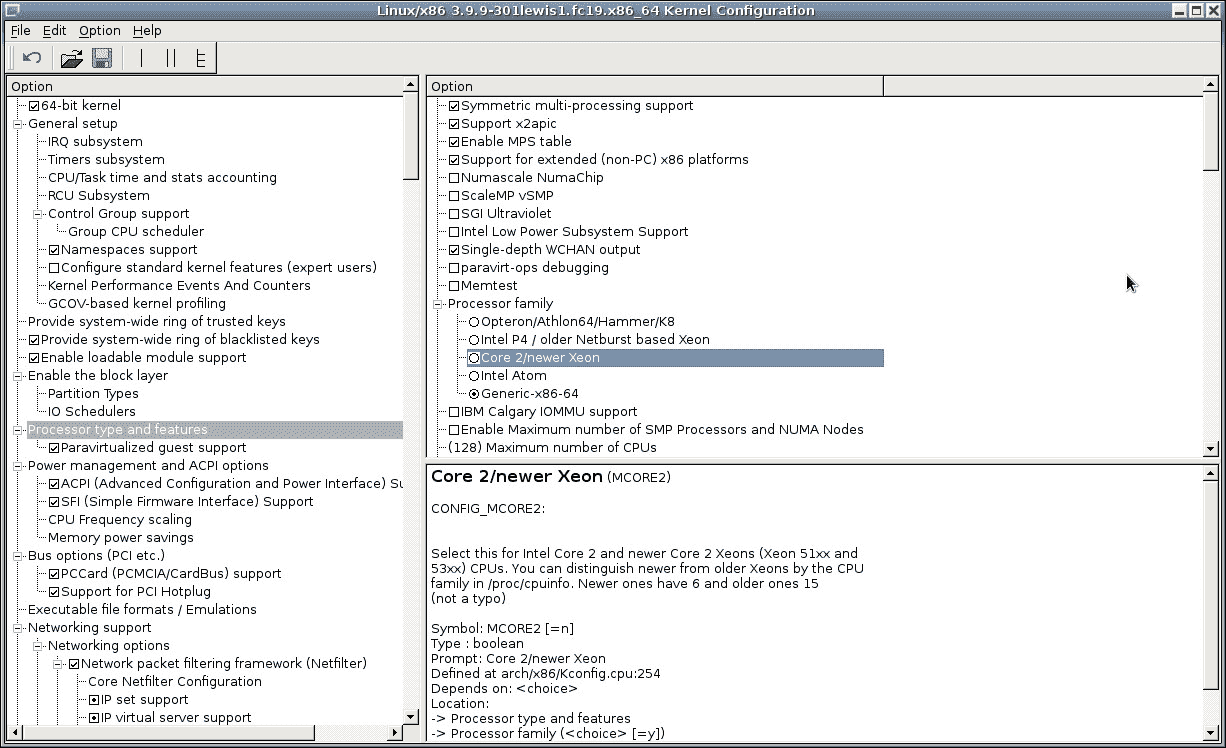 Linux/x86 3.9.9-301lewis1.fc19.x86_64 Kernel Configuration
File Edit Option Help
Option
64-bit kernel
General setup
IRQ subsystem
Timers subsystem
CPU/Task time and stats accounting
RCU Subsystem
Control Group support
Group CPU scheduler
Namespaces support
Configure standard kernel features (expert users)
Kernel Performance Events And Counters
GCOV-based kernel profiling
Provide system-wide ring of trusted keys
Provide system-wide ring of blacklisted keys
Enable loadable module support
Enable the block layer
Partition Types
IO Schedulers
Processor type and features
Paravirtualized guest support
Power management and ACPI options
ACPI (Advanced Configuration and Power Interface) Su
SFI (Simple Firmware Interface) Support
CPU Frequency scaling
Memory power savings
Bus options (PCI etc.)
PCCard (PCMCIA/CardBus) support
Support for PCI Hotplug
Executable file formats / Emulations
Networking support
Networking options
Network packet filtering framework (Netfilter)
Core Netfilter Configuration
IP set support
IP virtual server support
Option
Symmetric multi-processing support
Support x2apic
Enable MPS table
Support for extended (non-PC) x86 platforms
Numascale NumaChip
ScaleMP vSMP
SGI Ultraviolet
Intel Low Power Subsystem Support
Single-depth WCHAN output
paravirt-ops debugging
Memtest
Processor family
Opteron/Athlon64/Hammer/K8
Intel P4 / older Netburst based Xeon
Core 2/newer Xeon
Intel Atom
Generic-x86-64
IBM Calgary IOMMU support
Enable Maximum number of SMP Processors and NUMA Nodes
(128) Maximum number of CPUs
Core 2/newer Xeon (MCORE2)
CONFIG_MCORE2:
Select this for Intel Core 2 and newer Core 2 Xeons (Xeon 51xx and
53xx) CPUs. You can distinguish newer from older Xeons by the CPU
family in /proc/cpuinfo. Newer ones have 6 and older ones 15
(not a typo)
Symbol: MCORE2 [=n]
Type : boolean
Prompt: Core 2/newer Xeon
Defined at arch/x86/Kconfig.cpu:254
Depends on: <choice>
Location:
-> Processor type and features
-> Processor family (<choice> [=y])